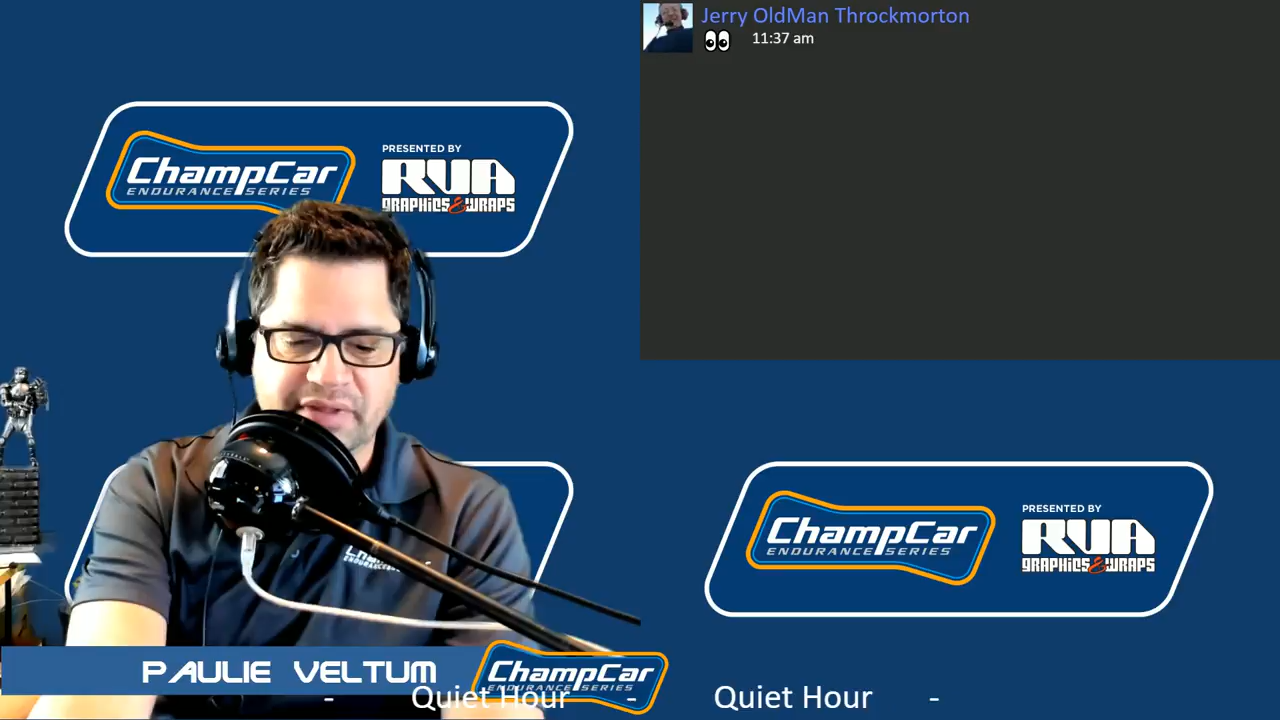 Jerry OldMan Throckmorton
11:37 am
ChampCar
ENDURANCE SERIES
PRESENTED BY
RVA
GRAPHICS & WRAPS
ChampCar
ENDURANCE SERIES
PRESENTED BY
RVA
GRAPHICS & WRAPS
PAULIE VELTUM
ChampCar
ENDURANCE SERIES
- Quiet Hour - Quiet Hour -